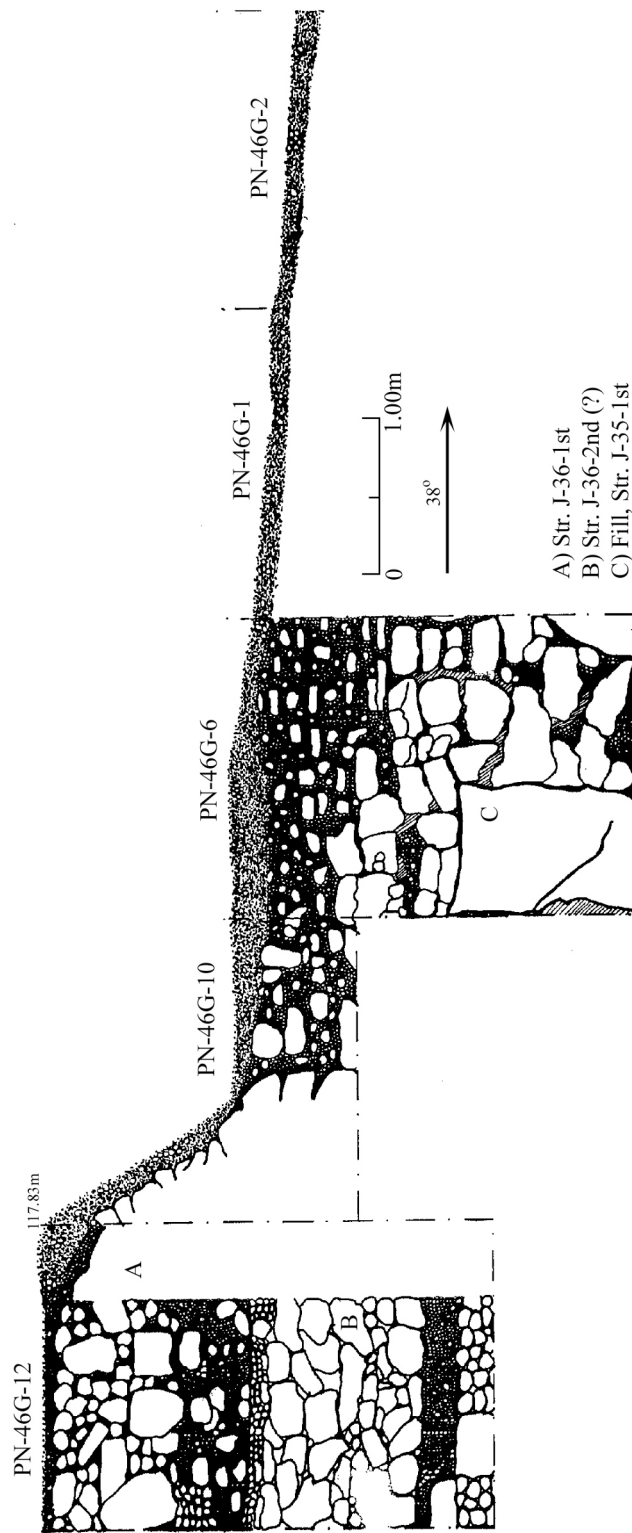 PN-46G-12
117.83m
PN-46G-10
PN-46G-6
PN-46G-1
PN-46G-2
A
B
C
0
1.00m
38°
A) Str. J-36-1st
B) Str. J-36-2nd (?)
C) Fill, Str. J-35-1st